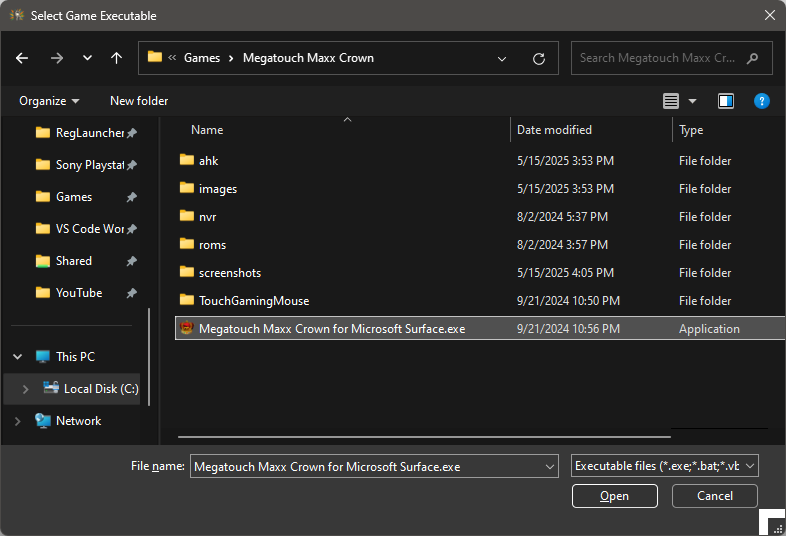 Select Game Executable
Games > Megatouch Maxx Crown
Search Megatouch Maxx Cr...
Organize
New folder
Name Date modified Type
RegLauncher
Sony Playstat
Games
VS Code Wor
Shared
YouTube
This PC
Local Disk (C:)
Network
ahk 5/15/2025 3:53 PM File folder
images 5/15/2025 3:53 PM File folder
nvr 8/2/2024 5:37 PM File folder
roms 8/2/2024 3:57 PM File folder
screenshots 5/15/2025 4:05 PM File folder
TouchGamingMouse 9/21/2024 10:50 PM File folder
Megatouch Maxx Crown for Microsoft Surface.exe 9/21/2024 10:56 PM Application
File name: Megatouch Maxx Crown for Microsoft Surface.exe
Executable files (*.exe;*.bat;*.vb
Open Cancel